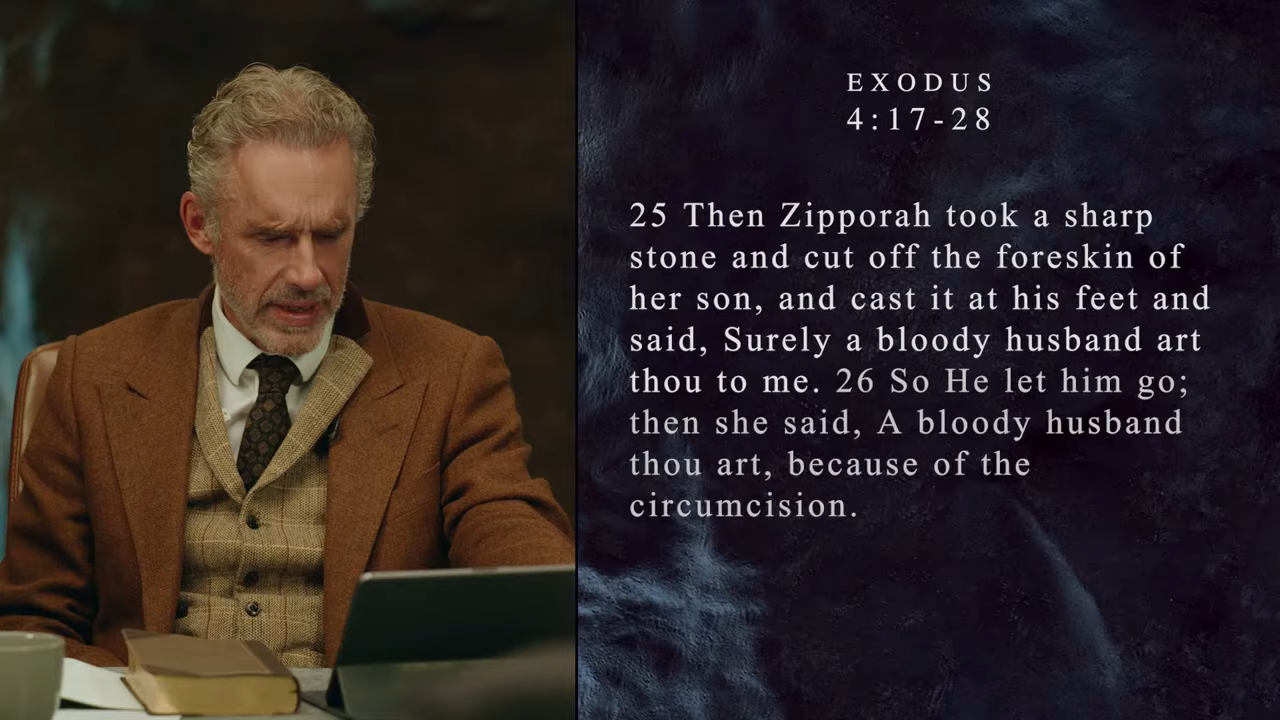 EXODUS
4:17-28
25 Then Zipporah took a sharp
stone and cut off the foreskin of
her son, and cast it at his feet and
said, Surely a bloody husband art
thou to me. 26 So He let him go;
then she said, A bloody husband
thou art, because of the
circumcision.